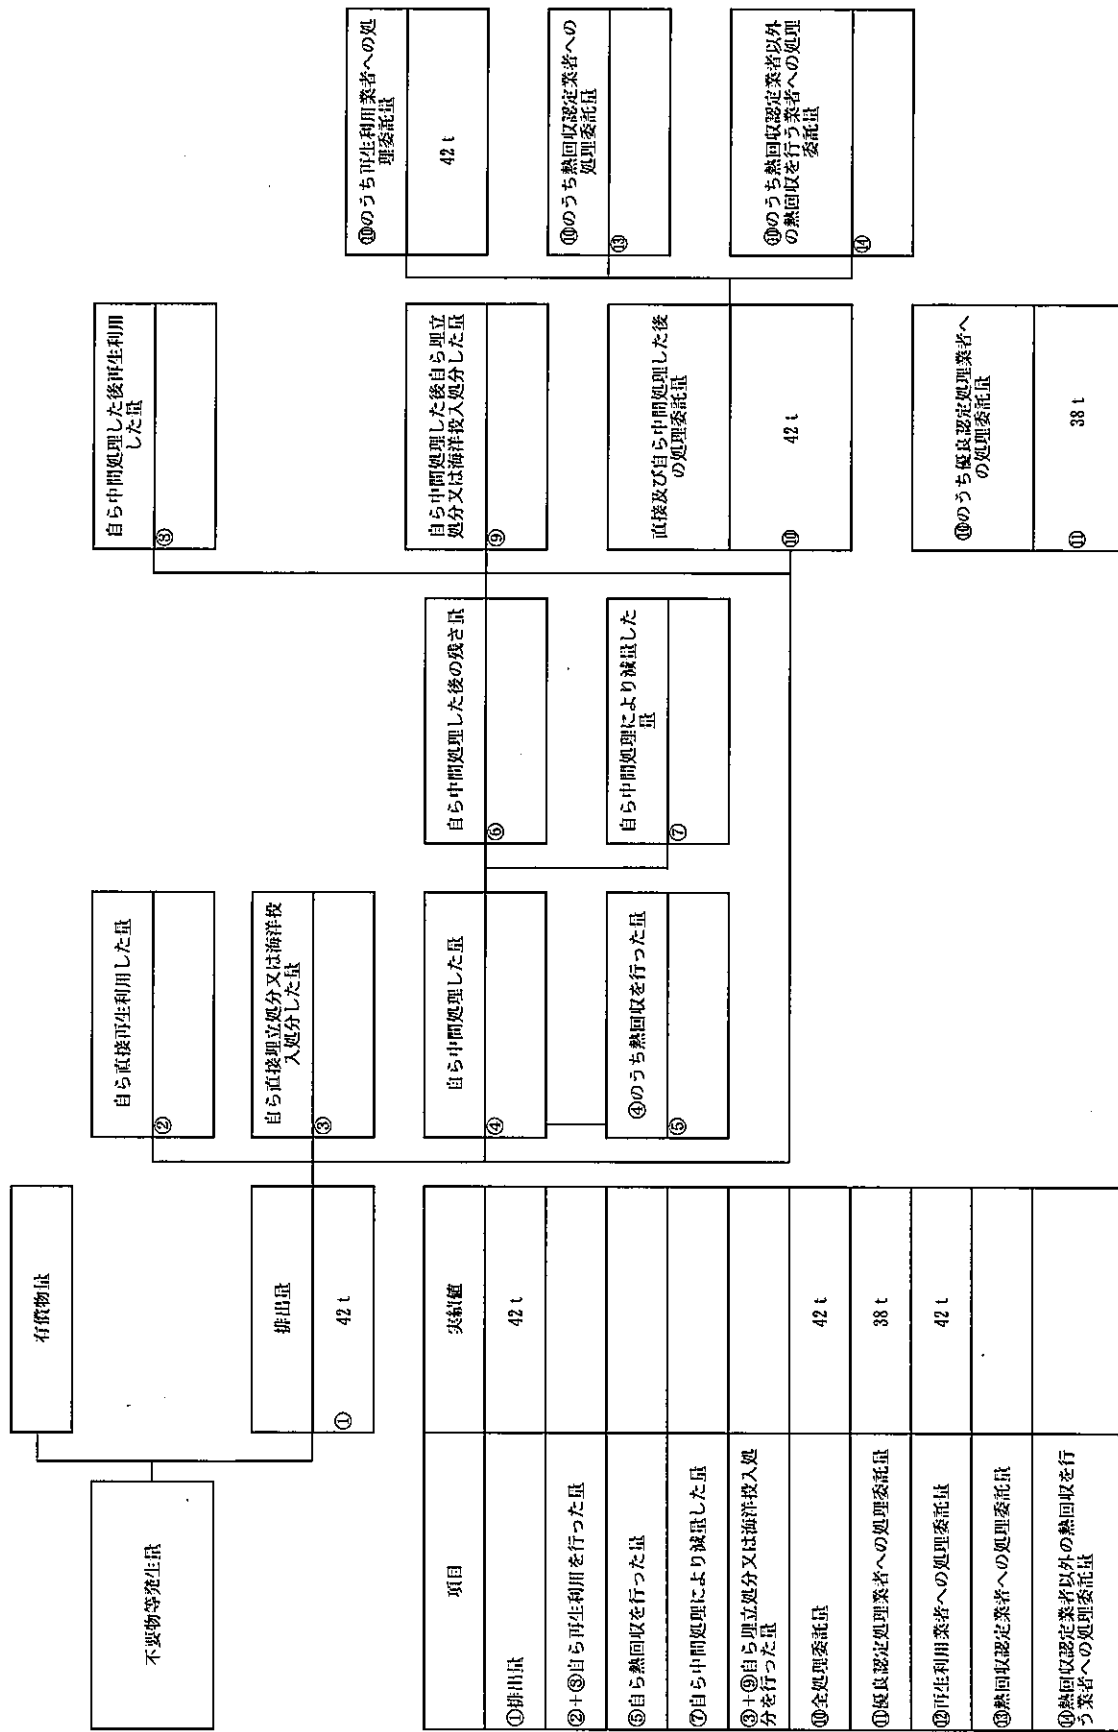 不要物等発生量
有償物量
排出量
① 42 t
自ら直接再生利用した量
②
自ら直接埋立処分又は海洋投
入処分した量
③
自ら中間処理した量
④
④のうち熱回収を行った量
⑤
自ら中間処理した後の残さ量
⑥
自ら中間処理により減量した
量
⑦
自ら中間処理した後再生利用
した量
⑧
自ら中間処理した後自ら埋立
処分又は海洋投入処分した量
⑨
直接及び自ら中間処理した後
の処理委託量
⑩ 42 t
⑩のうち優良認定処理業者へ
の処理委託量
⑪ 38 t
⑩のうち再生利用業者への処
理委託量
42 t
⑩のうち熱回収認定業者への
処理委託量
⑬
⑩のうち熱回収認定業者以外
の熱回収を行う業者への処理
委託量
⑭
項目 実績値
①排出量 42 t
②+⑧自ら再生利用を行った量
⑤自ら熱回収を行った量
⑦自ら中間処理により減量した量
③+⑨自ら埋立処分又は海洋投入処
分を行った量
⑩全処理委託量 42 t
⑪優良認定処理業者への処理委託量 38 t
⑫再生利用業者への処理委託量 42 t
⑬熱回収認定業者への処理委託量
⑭熱回収認定業者以外の熱回収を行
う業者への処理委託量